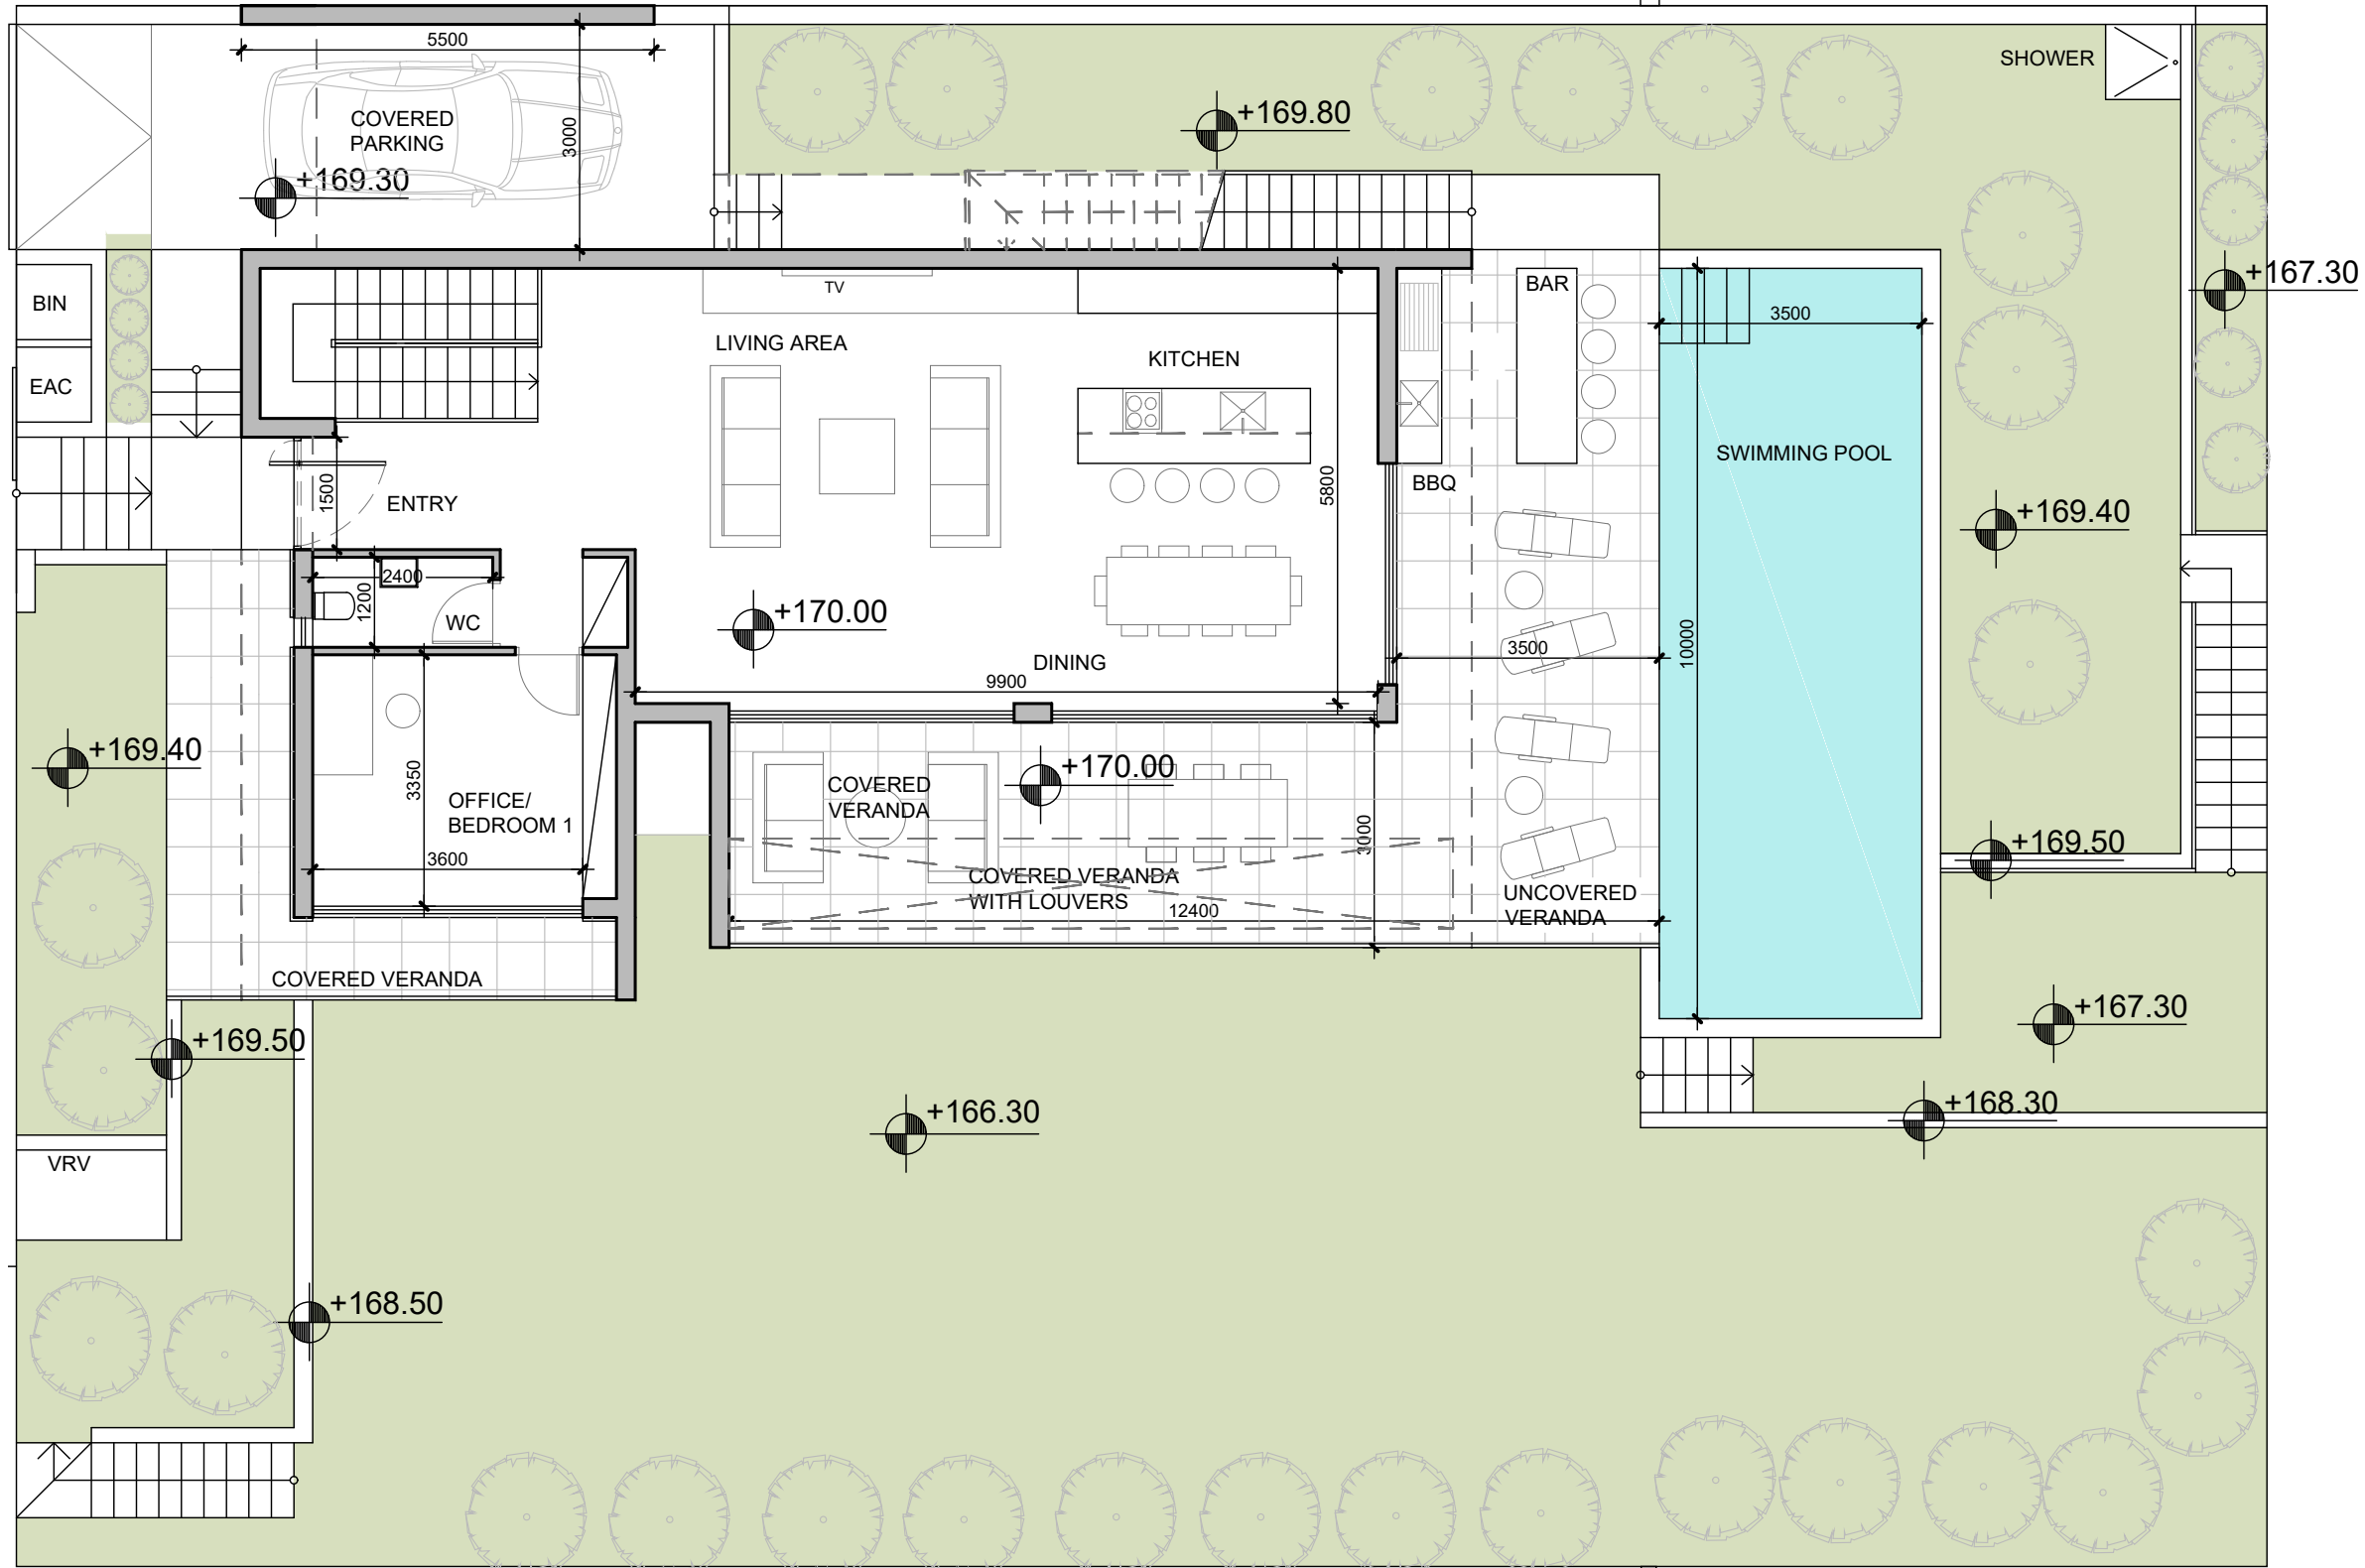 5500
SHOWER
+169.80
COVERED
PARKING
3000
+169.30
+167.30
BIN
TV
BAR
3500
LIVING AREA
KITCHEN
EAC
SWIMMING POOL
ENTRY
1500
5800
BBQ
+169.40
2400
1200
WC
+170.00
DINING
3500
10000
9900
+169.40
3350
+170.00
COVERED
VERANDA
OFFICE/
BEDROOM 1
3000
+169.50
3600
COVERED VERANDA
WITH LOUVERS
12400
UNCOVERED
VERANDA
COVERED VERANDA
+169.50
+167.30
+166.30
+168.30
VRV
+168.50